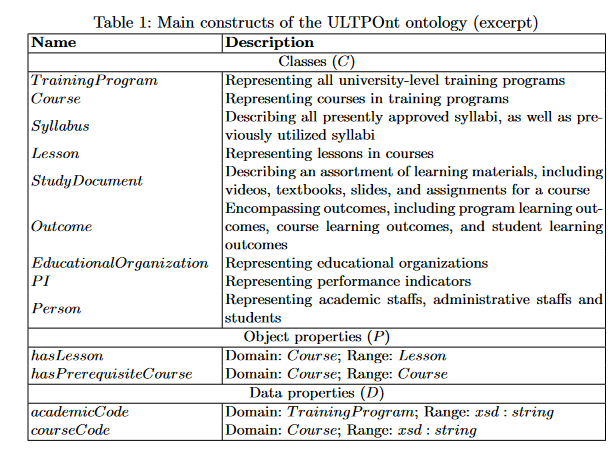 Table 1: Main constructs of the ULTPOnt ontology (excerpt)
Name Description
Classes (C)
TrainingProgram Representing all university-level training programs
Course Representing courses in training programs
Syllabus Describing all presently approved syllabi, as well as pre-
viously utilized syllabi
Lesson Representing lessons in courses
StudyDocument Describing an assortment of learning materials, including
videos, textbooks, slides, and assignments for a course
Outcome Encompassing outcomes, including program learning out-
comes, course learning outcomes, and student learning
outcomes
EducationalOrganization Representing educational organizations
PI Representing performance indicators
Person Representing academic staffs, administrative staffs and
students
Object properties (P)
hasLesson Domain: Course; Range: Lesson
hasPrerequisiteCourse Domain: Course; Range: Course
Data properties (D)
academicCode Domain: TrainingProgram; Range: xsd : string
courseCode Domain: Course; Range: xsd : string